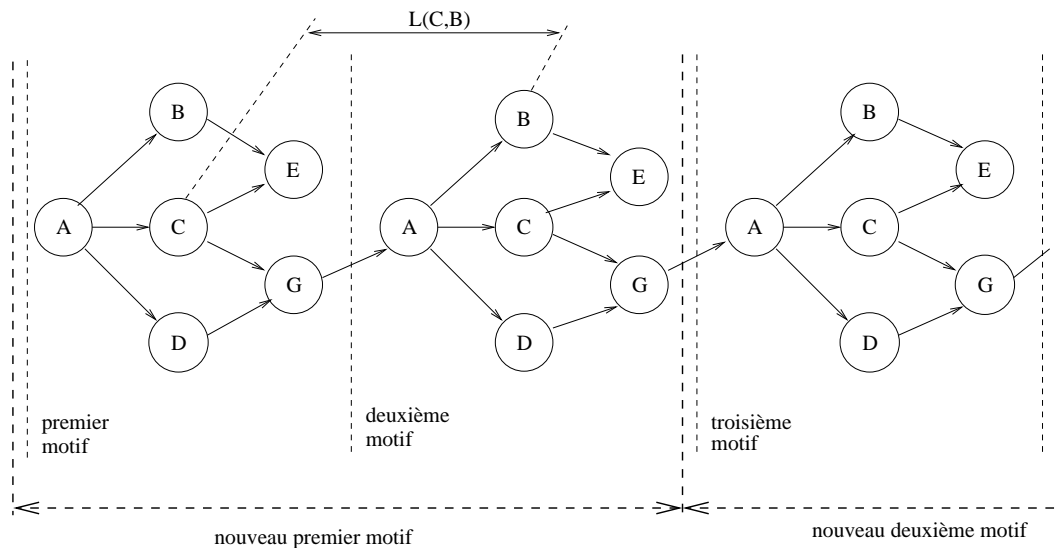 L(C,B)
B
E
A
C
G
D
premier
motif
B
E
A
C
G
D
deuxième
motif
B
E
A
C
G
D
troisième
motif
nouveau premier motif
nouveau deuxième motif